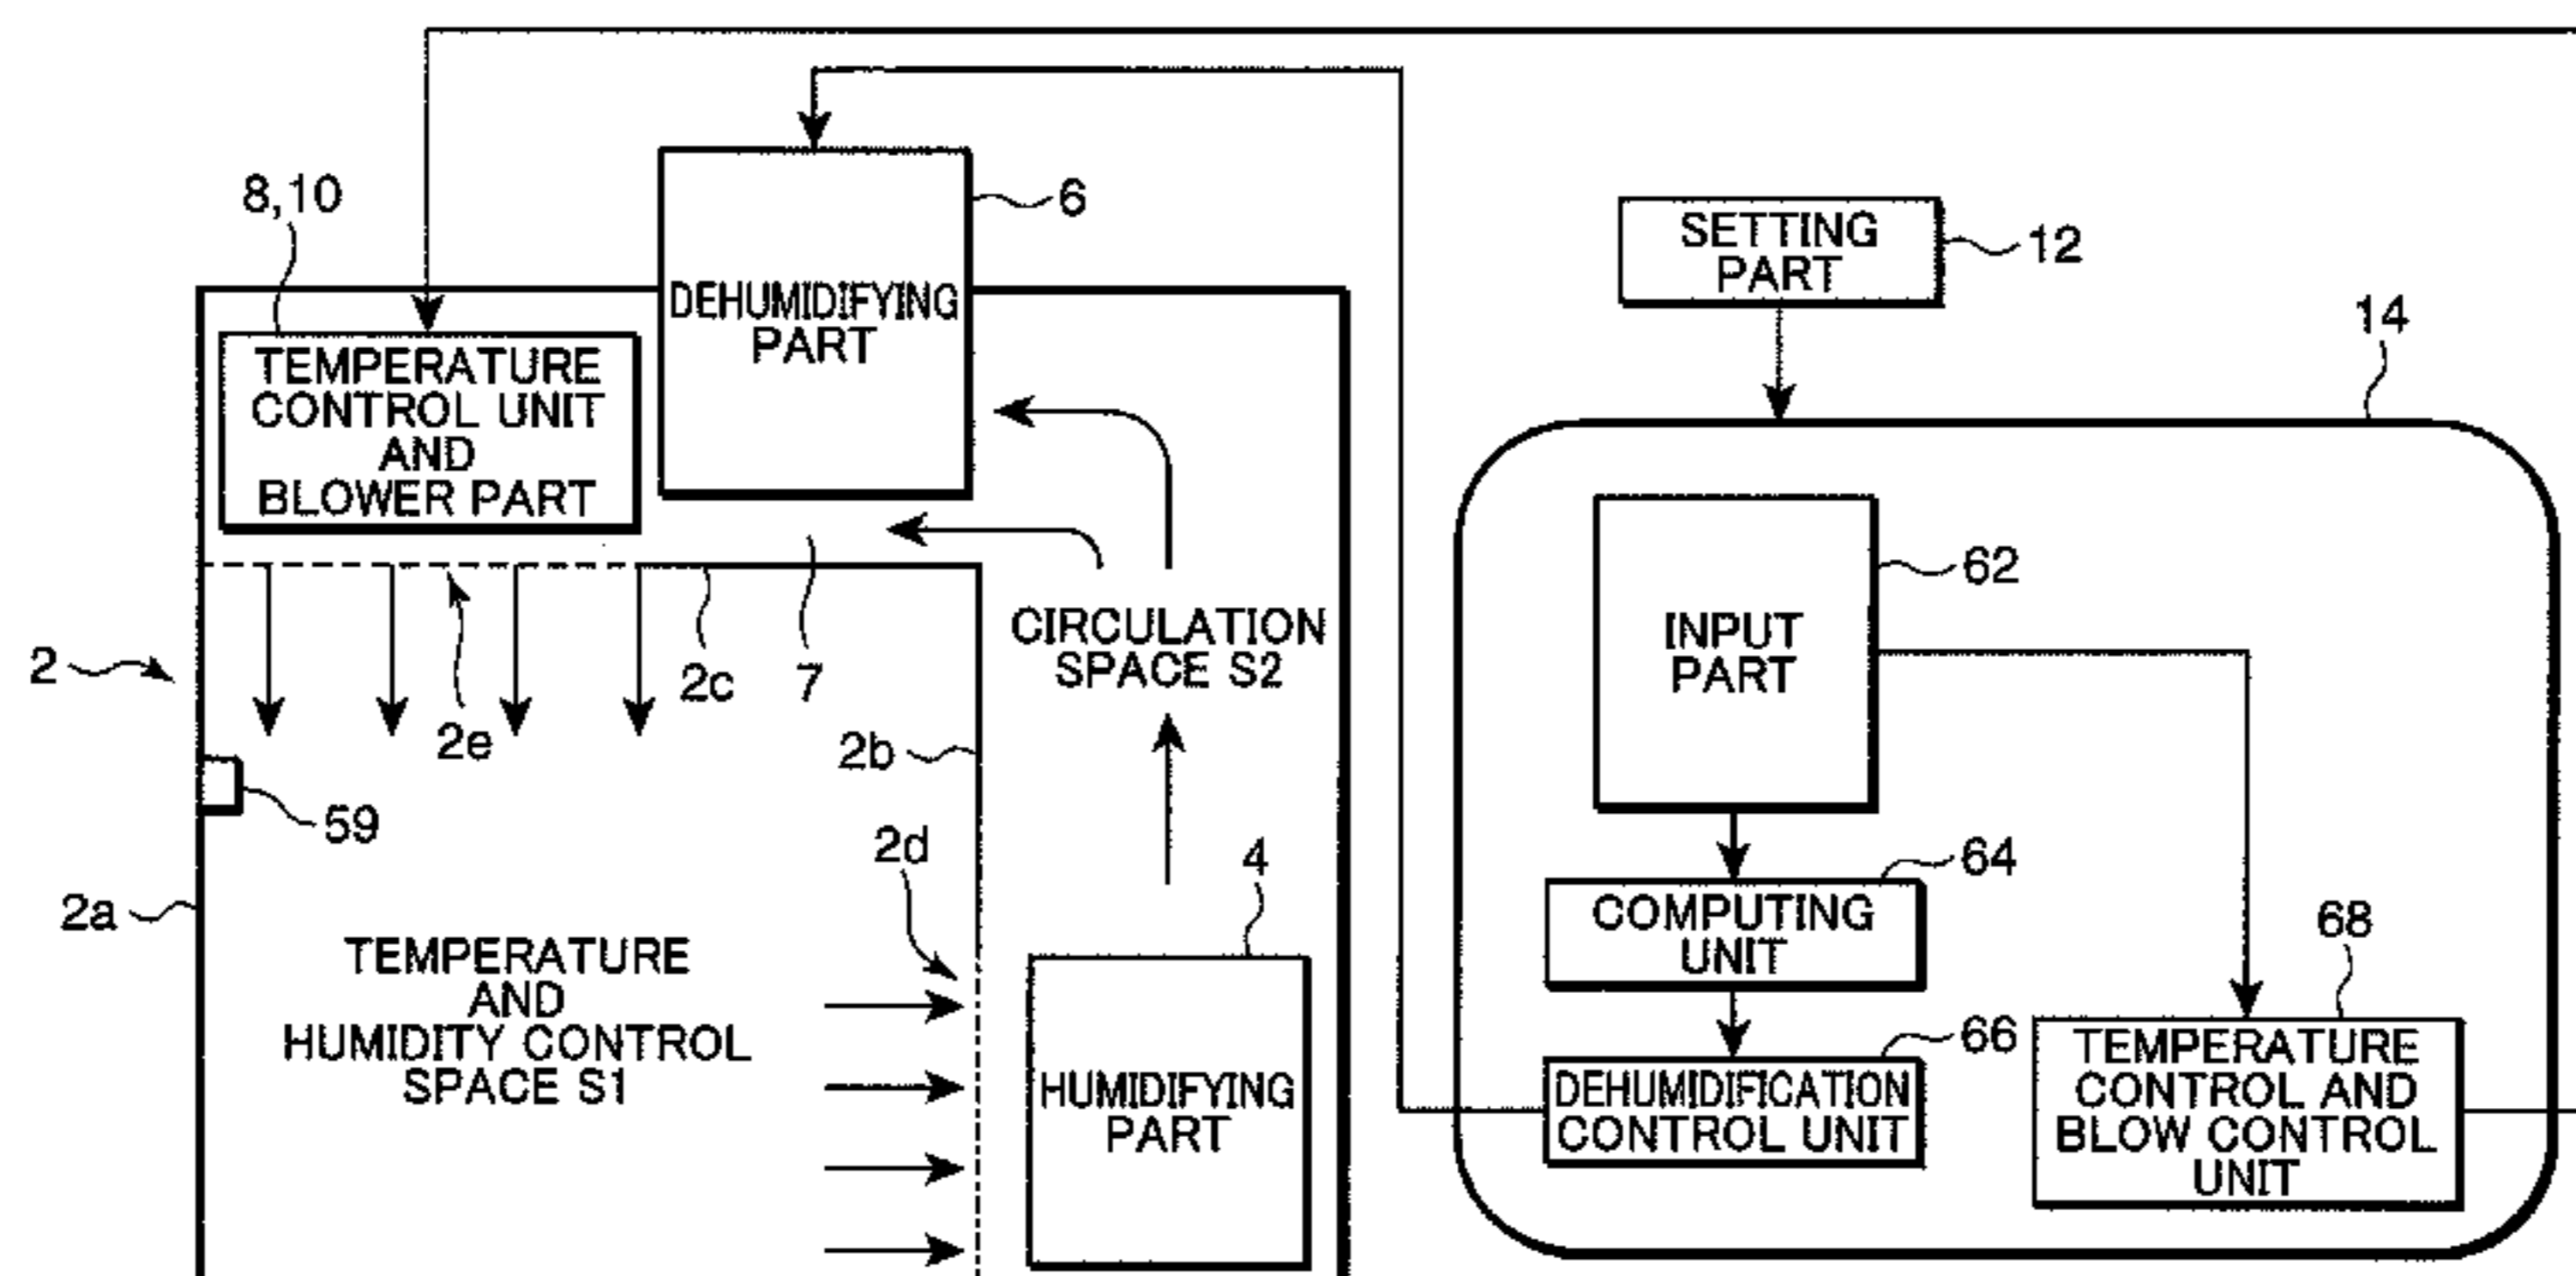 8,10
6
SETTING
PART
12
14
DEHUMIDIFYING
PART
TEMPERATURE
CONTROL UNIT
AND
BLOWER PART
62
INPUT
PART
CIRCULATION
SPACE S2
2
2c
7
2e
2b
59
2d
4
64
COMPUTING
UNIT
2a
68
TEMPERATURE
AND
HUMIDITY CONTROL
SPACE S1
66
HUMIDIFYING
PART
DEHUMIDIFICATION
CONTROL UNIT
TEMPERATURE
CONTROL AND
BLOW CONTROL
UNIT